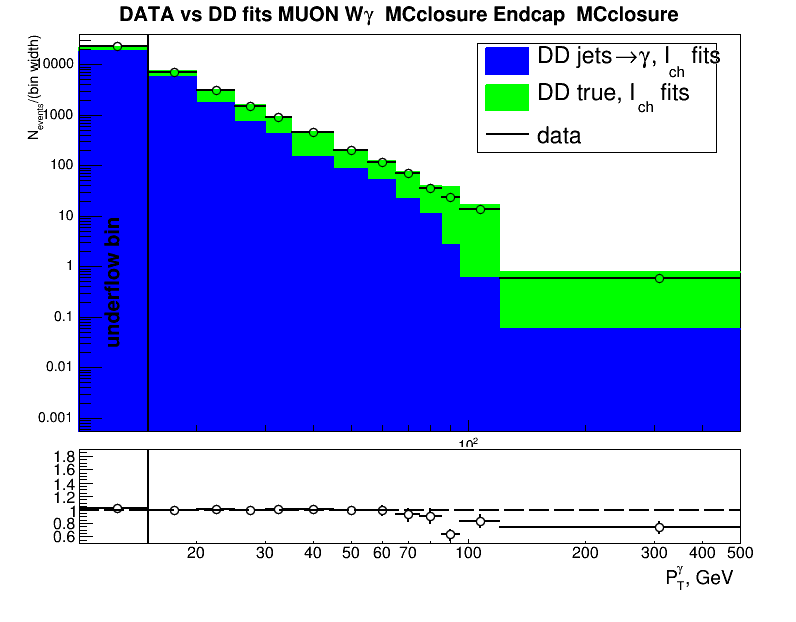 DATA vs DD fits MUON Wγ MCclosure Endcap MCclosure
N_events/(bin width)
DD jets→γ, I_ch fits
DD true, I_ch fits
data
10000
1000
100
10
1
0.1
0.01
0.001
underflow bin
10²
1.8
1.6
1.4
1.2
1
0.8
0.6
20 30 40 50 60 70 100 200 300 400 500
P_T^γ, GeV